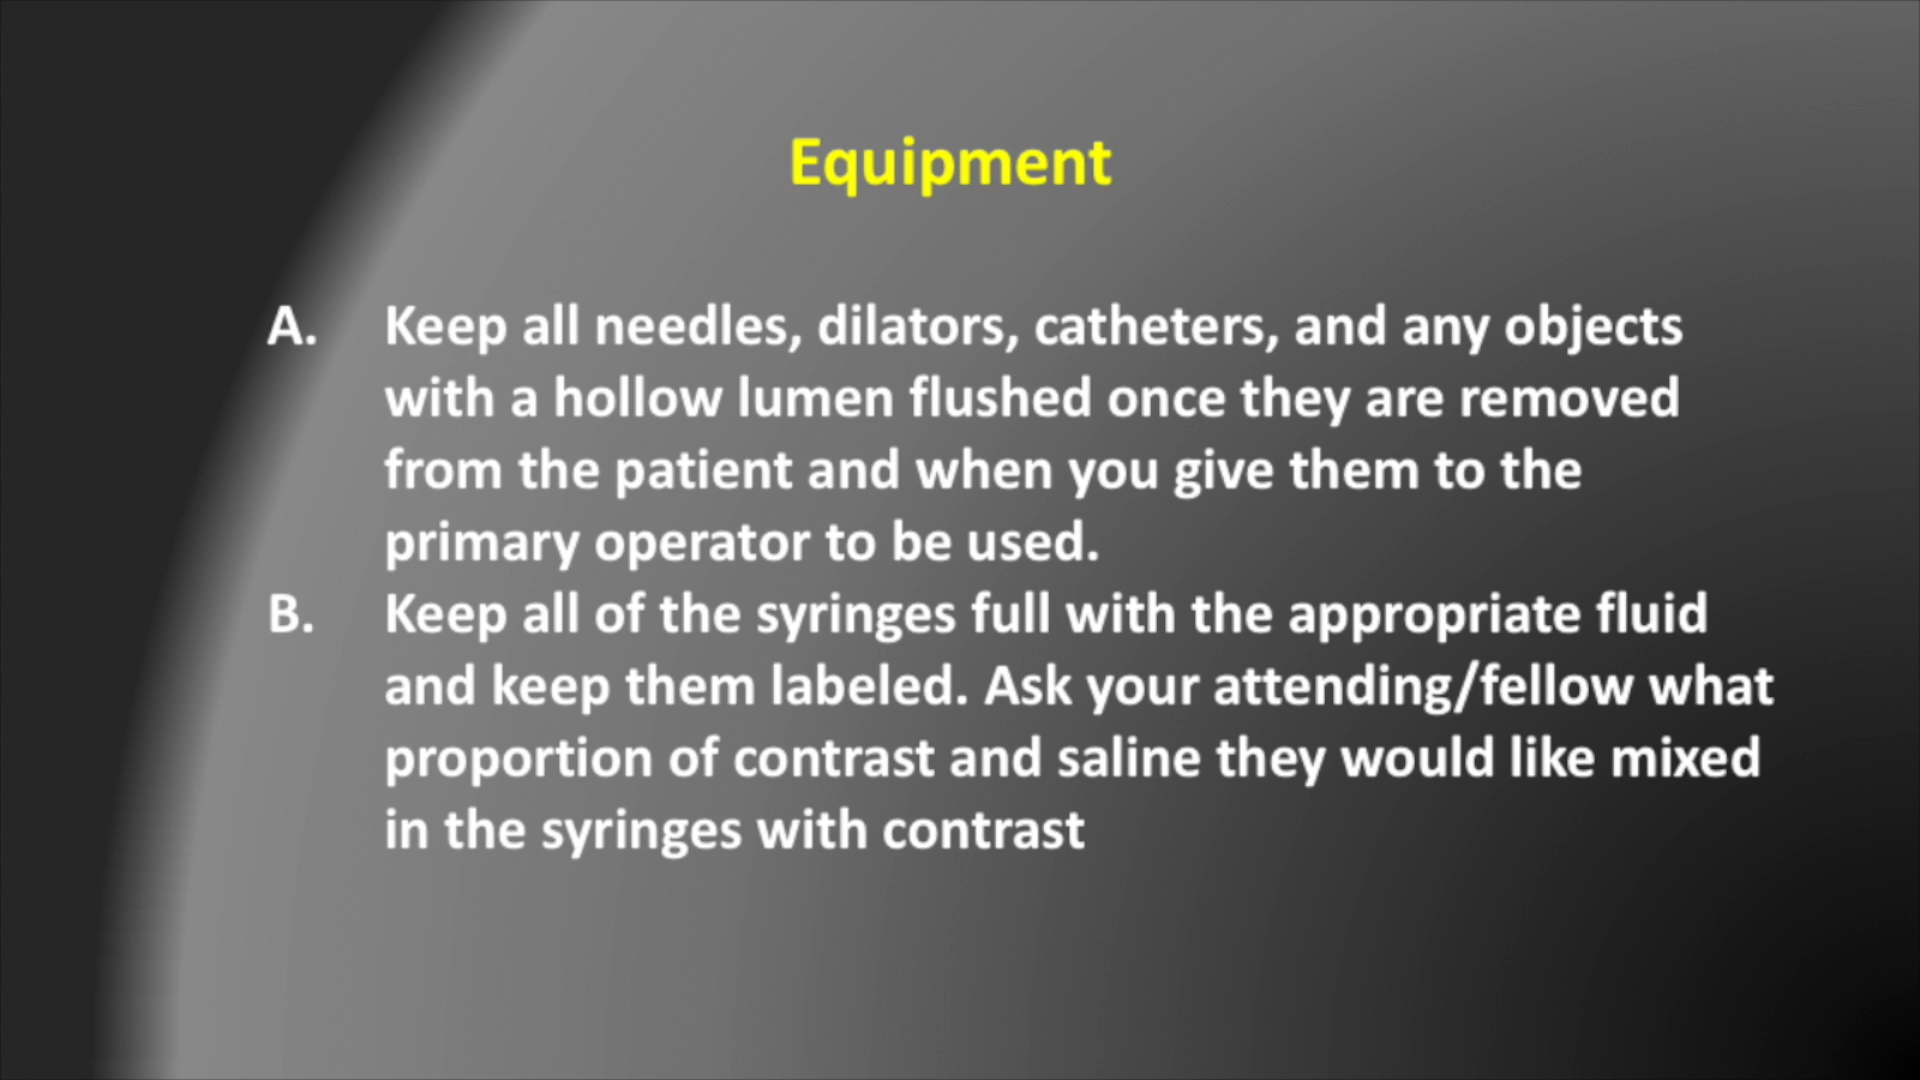 Equipment
A. Keep all needles, dilators, catheters, and any objects
with a hollow lumen flushed once they are removed
from the patient and when you give them to the
primary operator to be used.
B. Keep all of the syringes full with the appropriate fluid
and keep them labeled. Ask your attending/fellow what
proportion of contrast and saline they would like mixed
in the syringes with contrast